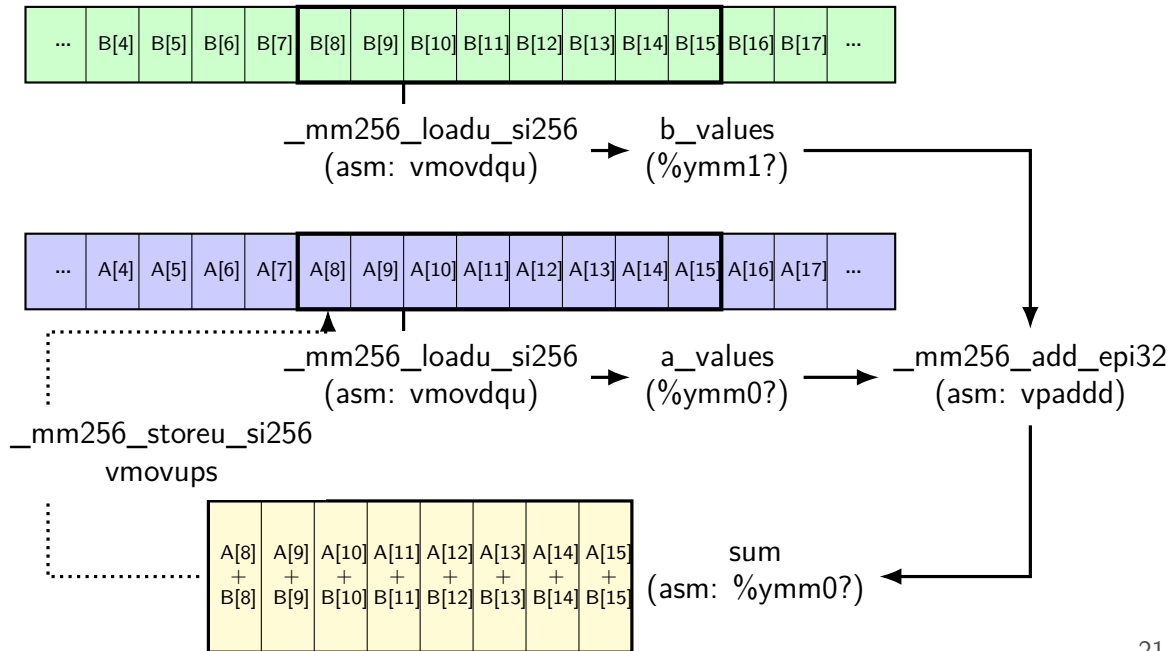 ... B[4] B[5] B[6] B[7] B[8] B[9] B[10] B[11] B[12] B[13] B[14] B[15] B[16] B[17] ...
_mm256_loadu_si256
(asm: vmovdqu)
b_values
(%ymm1?)
... A[4] A[5] A[6] A[7] A[8] A[9] A[10] A[11] A[12] A[13] A[14] A[15] A[16] A[17] ...
_mm256_loadu_si256
(asm: vmovdqu)
a_values
(%ymm0?)
_mm256_add_epi32
(asm: vpaddd)
_mm256_storeu_si256
vmovups
A[8] A[9] A[10] A[11] A[12] A[13] A[14] A[15]
+ + + + + + + +
B[8] B[9] B[10] B[11] B[12] B[13] B[14] B[15]
sum
(asm: %ymm0?)
21